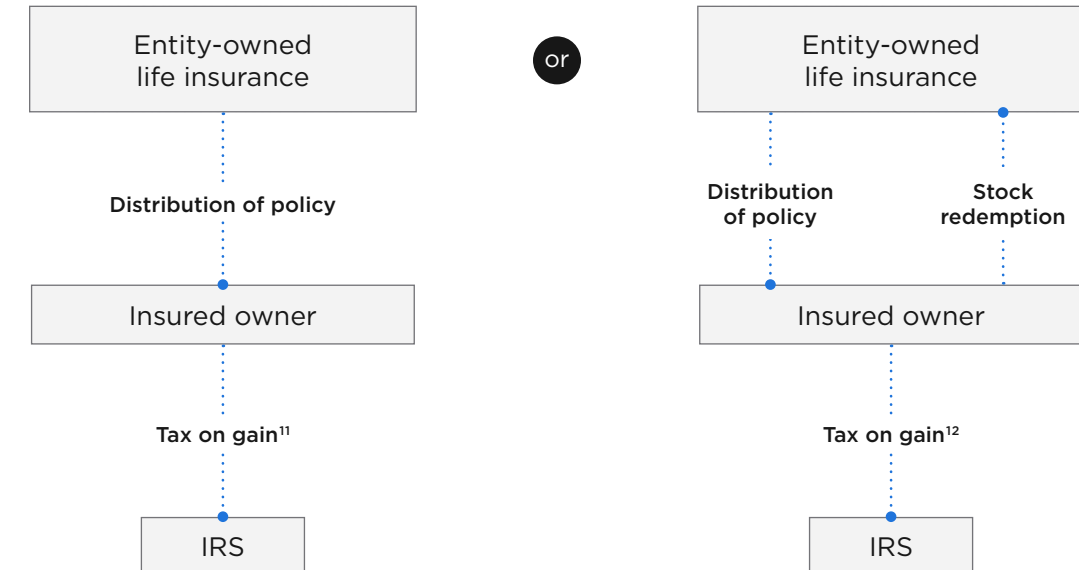 Entity-owned
life insurance
Distribution of policy
Insured owner
Tax on gain¹¹
IRS
or
Entity-owned
life insurance
Distribution
of policy
Stock
redemption
Insured owner
Tax on gain¹²
IRS